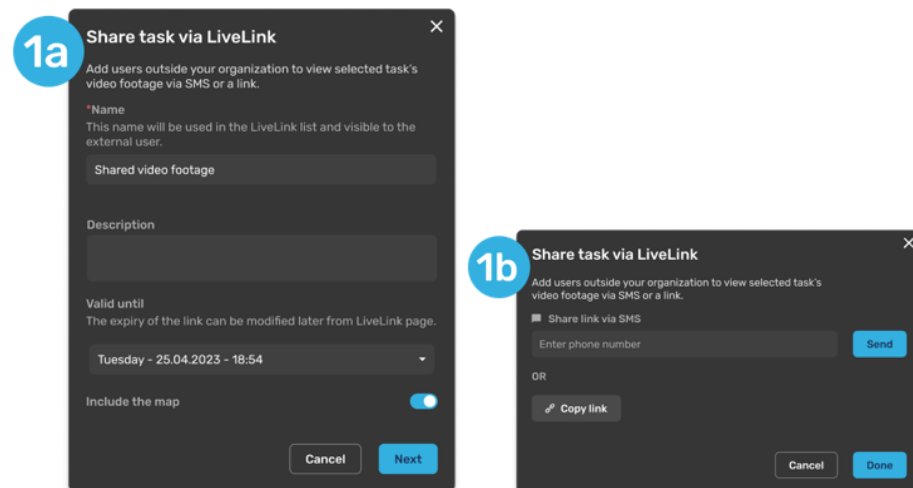 1a
Share task via LiveLink
Add users outside your organization to view selected task's
video footage via SMS or a link.
*Name
This name will be used in the LiveLink list and visible to the
external user.
Shared video footage
Description
Valid until
The expiry of the link can be modified later from LiveLink page.
Tuesday - 25.04.2023 - 18:54
Include the map
Cancel
Next
1b
Share task via LiveLink
Add users outside your organization to view selected task's
video footage via SMS or a link.
Share link via SMS
Enter phone number
Send
OR
Copy link
Cancel
Done